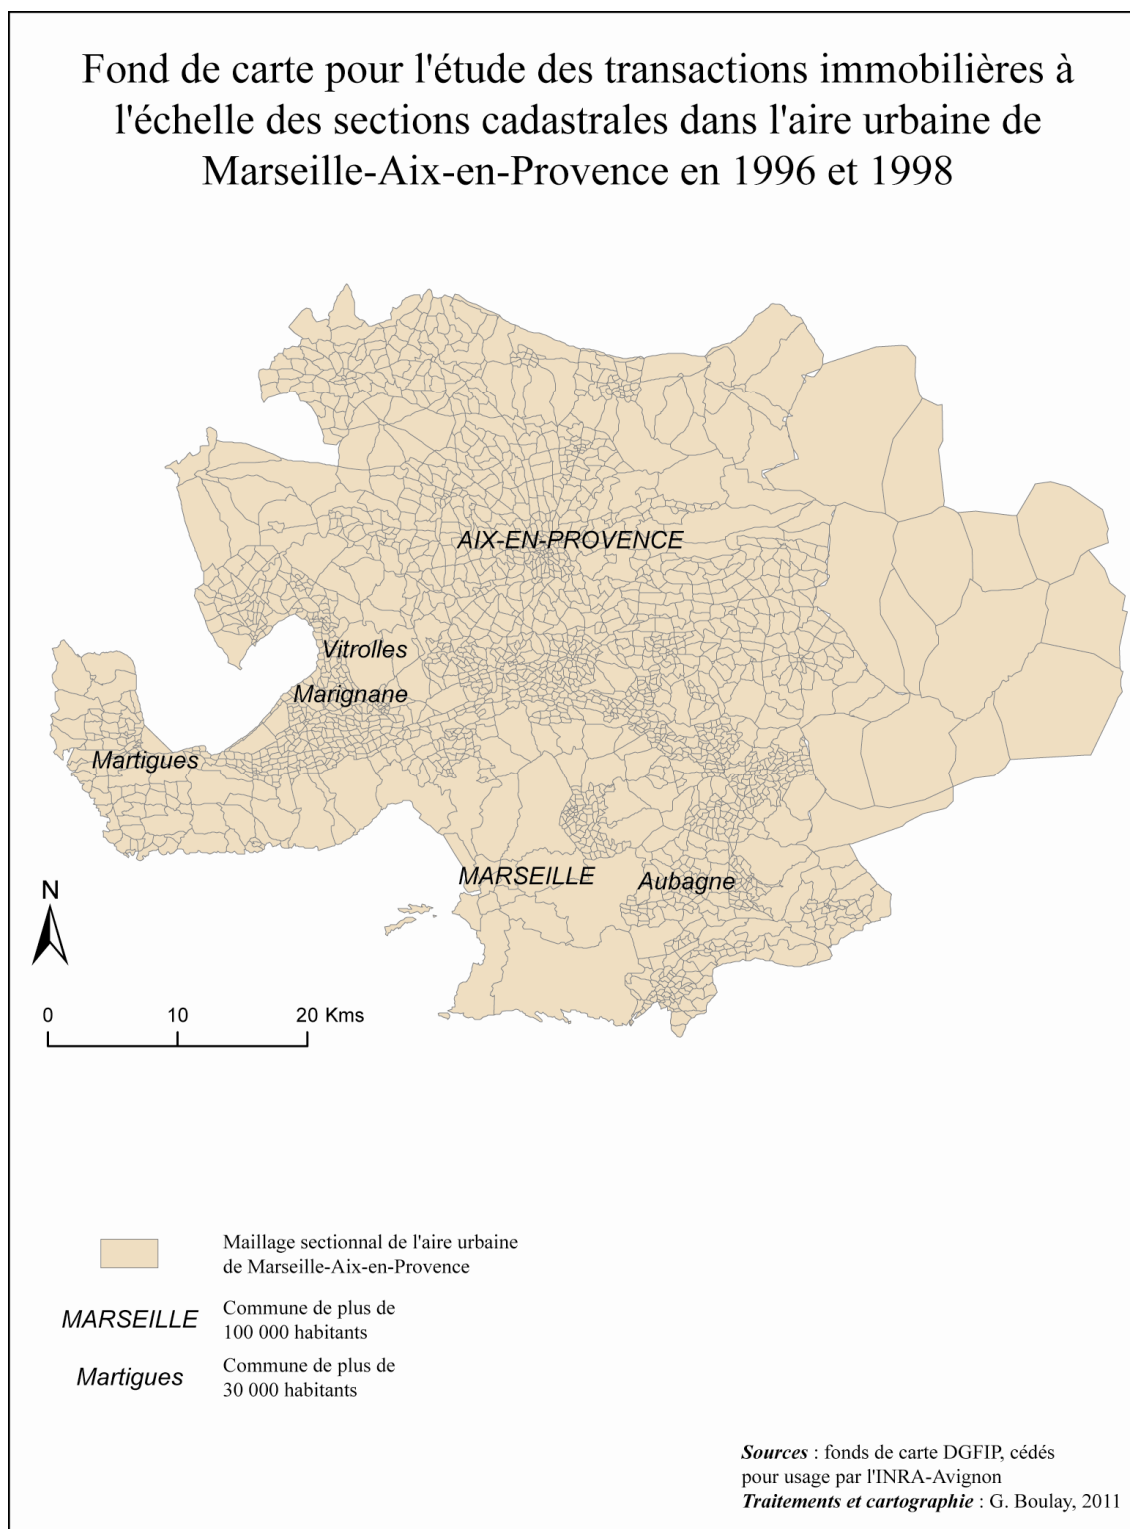 Fond de carte pour l'étude des transactions immobilières à
l'échelle des sections cadastrales dans l'aire urbaine de
Marseille-Aix-en-Provence en 1996 et 1998
AIX-EN-PROVENCE
Vitrolles
Marignane
Martigues
MARSEILLE
Aubagne
N
0 10 20 Kms
Maillage sectionnal de l'aire urbaine
de Marseille-Aix-en-Provence
MARSEILLE
Commune de plus de
100 000 habitants
Martigues
Commune de plus de
30 000 habitants
Sources : fonds de carte DGFIP, cédés
pour usage par l'INRA-Avignon
Traitements et cartographie : G. Boulay, 2011